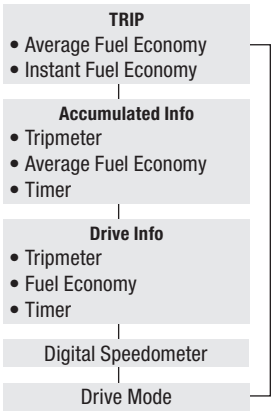 TRIP
• Average Fuel Economy
• Instant Fuel Economy
Accumulated Info
• Tripmeter
• Average Fuel Economy
• Timer
Drive Info
• Tripmeter
• Fuel Economy
• Timer
Digital Speedometer
Drive Mode